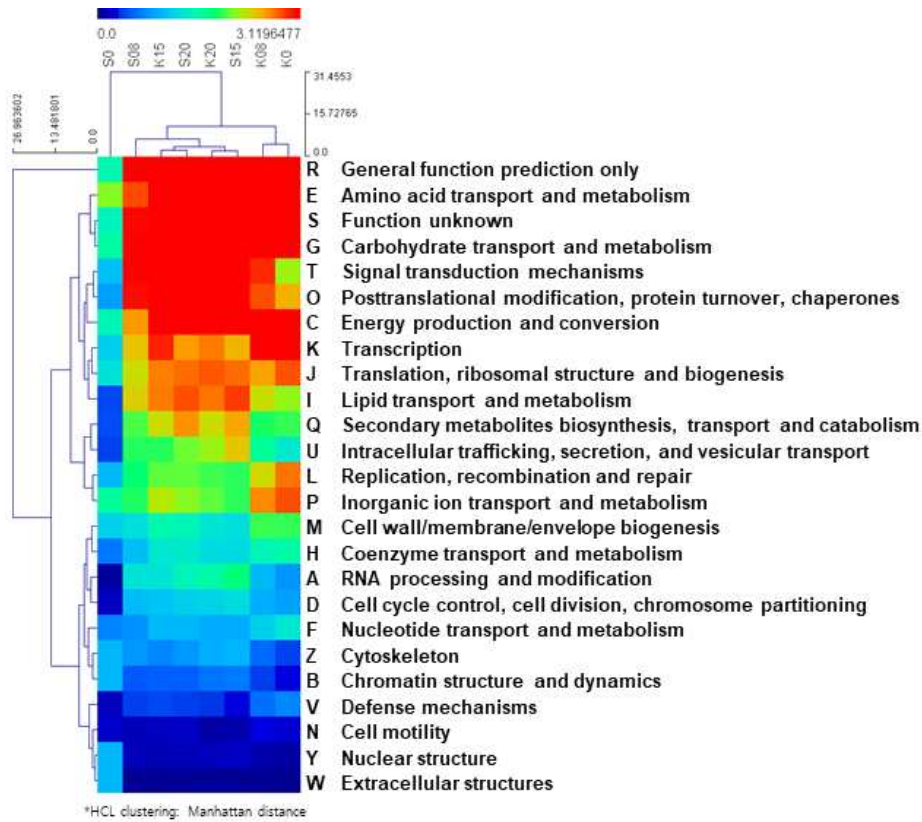 0.0 3.1196477
S0 S08 K15 S20 K20 S15 K08 K0
31.4553
15.72765
0.0
26.963602 13.481801 0.0
R General function prediction only
E Amino acid transport and metabolism
S Function unknown
G Carbohydrate transport and metabolism
T Signal transduction mechanisms
O Posttranslational modification, protein turnover, chaperones
C Energy production and conversion
K Transcription
J Translation, ribosomal structure and biogenesis
I Lipid transport and metabolism
Q Secondary metabolites biosynthesis, transport and catabolism
U Intracellular trafficking, secretion, and vesicular transport
L Replication, recombination and repair
P Inorganic ion transport and metabolism
M Cell wall/membrane/envelope biogenesis
H Coenzyme transport and metabolism
A RNA processing and modification
D Cell cycle control, cell division, chromosome partitioning
F Nucleotide transport and metabolism
Z Cytoskeleton
B Chromatin structure and dynamics
V Defense mechanisms
N Cell motility
Y Nuclear structure
W Extracellular structures
*HCL clustering: Manhattan distance